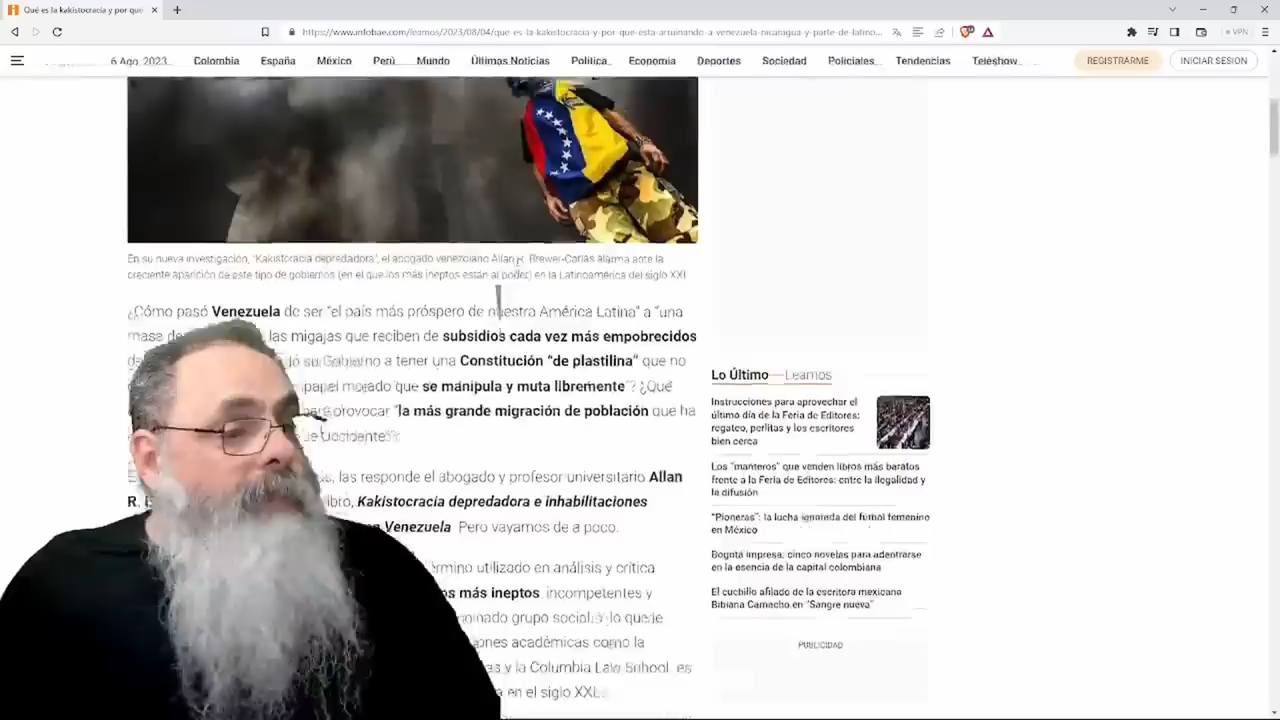 Qué es la kakistocracia y por que
https://www.infobae.com/leamos/2023/08/04/que-es-la-kakistocracia-y-por-que-esta-arruinando-a-venezuela-nicaragua-y-parte-de-latino...
VPN
6 Ago, 2023
Colombia España México Perú Mundo Últimas Noticias Política Economía Deportes Sociedad Policiales Tendencias Teleshow
REGISTRARME
INICIAR SESIÓN
En su nueva investigación, "Kakistocracia depredadora", el abogado venezolano Allan R. Brewer-Carías alarma ante la
creciente aparición de este tipo de gobiernos (en el que los más ineptos están al poder) en la Latinoamérica del siglo XXI
¿Cómo pasó Venezuela de ser "el país más próspero de nuestra América Latina" a "una
masa de las migajas que reciben de subsidios cada vez más empobrecidos
su Gobierno a tener una Constitución "de plastilina" que no
papel mojado que se manipula y muta libremente"? ¿Qué
provocar "la más grande migración de población que ha
de Occidente"?
las responde el abogado y profesor universitario Allan
R. Kakistocracia depredadora e inhabilitaciones
en Venezuela. Pero vayamos de a poco.
término utilizado en análisis y crítica
más ineptos, incompetentes y
grupo social. Y lo que
académicas como la
y la Columbia Law School, es
en el siglo XXI.
Lo Último Leamos
Instrucciones para aprovechar el
último día de la Feria de Editores:
regateo, perlitas y los escritores
bien cerca
Los "manteros" que venden libros más baratos
frente a la Feria de Editores: entre la ilegalidad y
la difusión
"Pioneras": la lucha ignorada del fútbol femenino
en México
Bogotá impresa: cinco novelas para adentrarse
en la esencia de la capital colombiana
El cuchillo afilado de la escritora mexicana
Bibiana Camacho en "Sangre nueva"
PUBLICIDAD